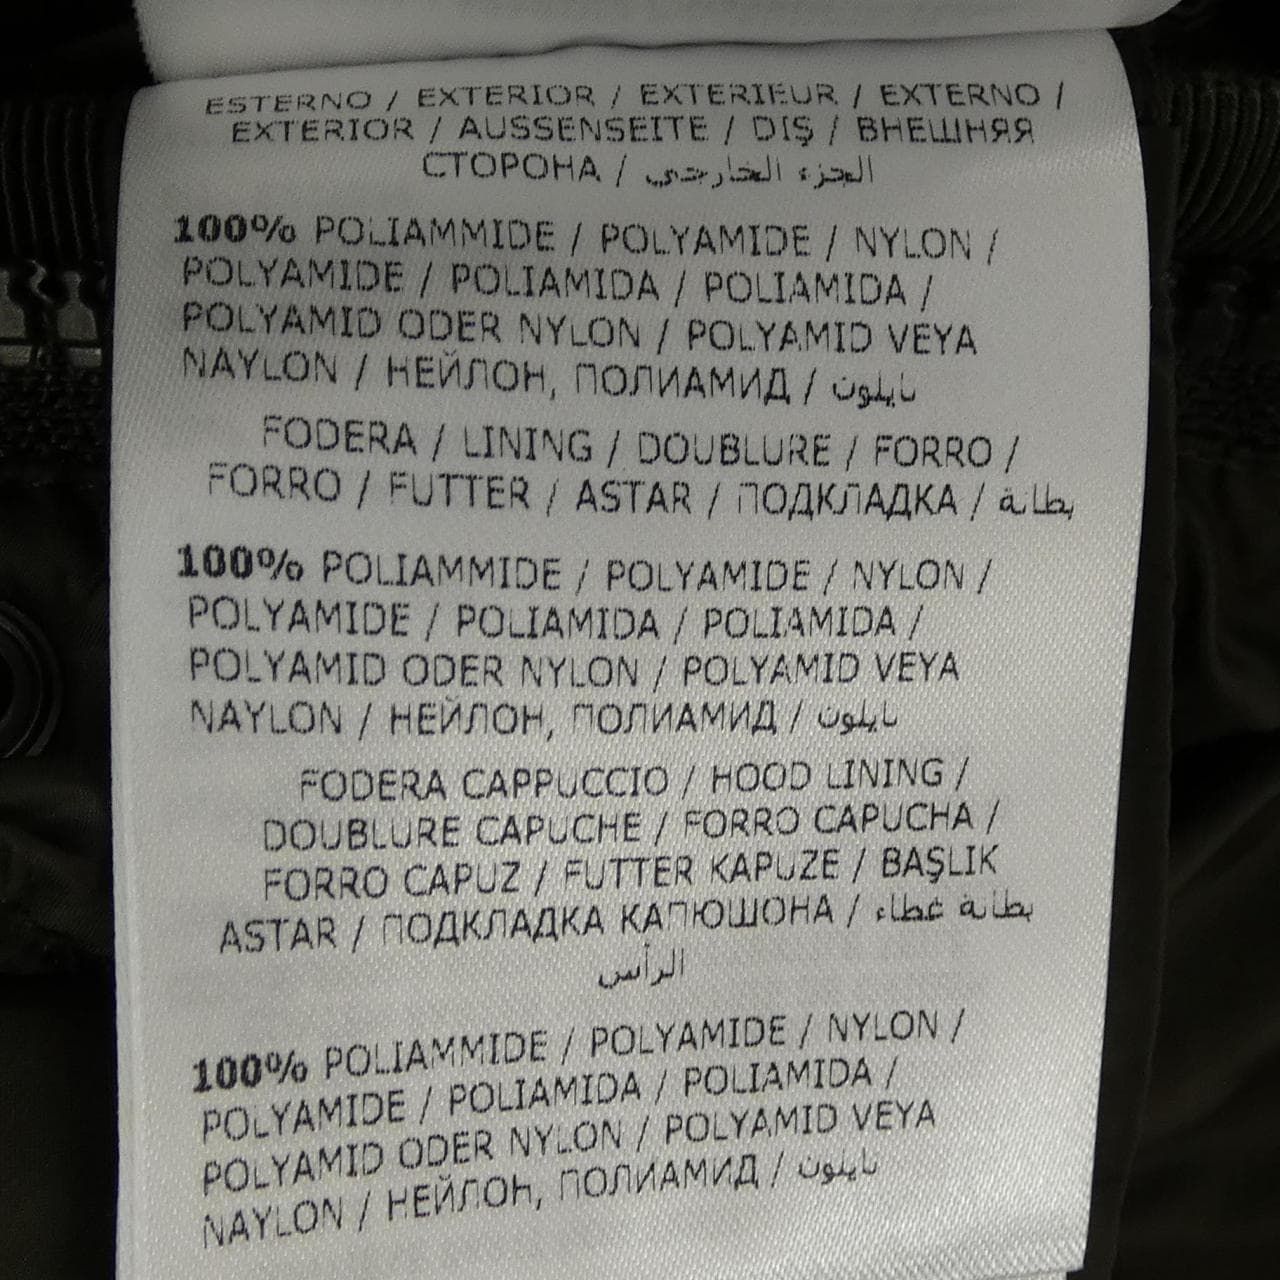 ESTERNO / EXTERIOR / EXTERIEUR / EXTERNO /
EXTERIOR / AUSSENSEITE / DIŞ / ВНЕШНЯЯ
СТОРОНА / الجزء الخارجي
100% POLIAMMIDE / POLYAMIDE / NYLON /
POLYAMIDE / POLIAMIDA / POLIAMIDA /
POLYAMID ODER NYLON / POLYAMID VEYA
NAYLON / НЕЙЛОН, ПОЛИАМИД / نايلون
FODERA / LINING / DOUBLURE / FORRO /
FORRO / FUTTER / ASTAR / ПОДКЛАДКА / بطانة
100% POLIAMMIDE / POLYAMIDE / NYLON /
POLYAMIDE / POLIAMIDA / POLIAMIDA /
POLYAMID ODER NYLON / POLYAMID VEYA
NAYLON / НЕЙЛОН, ПОЛИАМИД / نايلون
FODERA CAPPUCCIO / HOOD LINING /
DOUBLURE CAPUCHE / FORRO CAPUCHA /
FORRO CAPUZ / FUTTER KAPUZE / BAŞLIK
ASTAR / ПОДКЛАДКА КАПЮШОНА / بطانة غطاء
الرأس
100% POLIAMMIDE / POLYAMIDE / NYLON /
POLYAMIDE / POLIAMIDA / POLIAMIDA /
POLYAMID ODER NYLON / POLYAMID VEYA
NAYLON / НЕЙЛОН, ПОЛИАМИД / نايلون